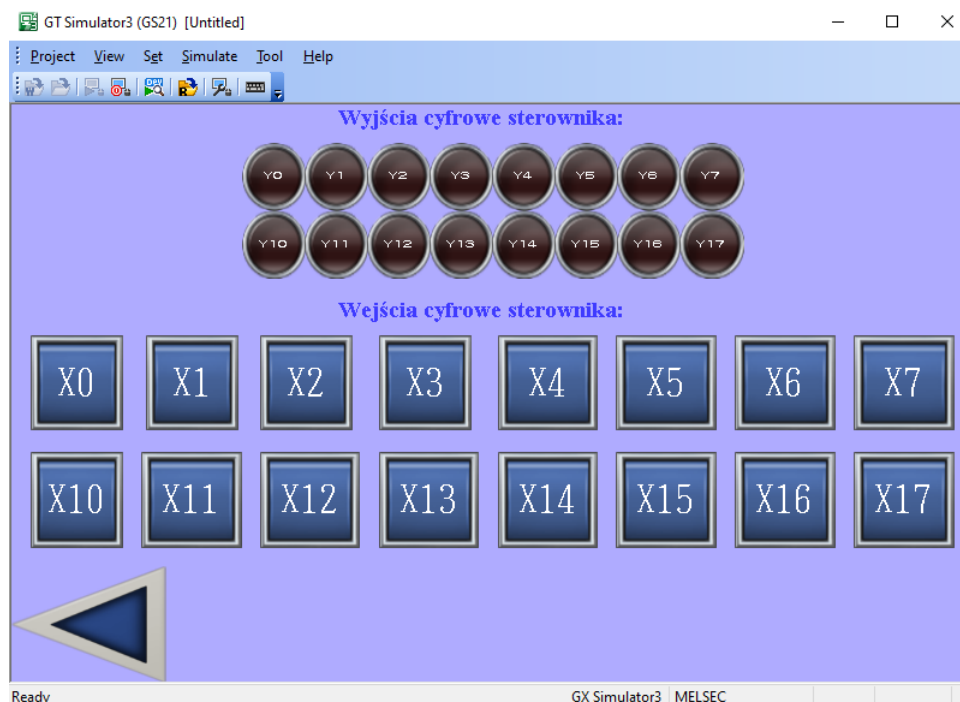 GT Simulator3 (GS21) [Untitled]
Project View Set Simulate Tool Help
Wyjścia cyfrowe sterownika:
Y0 Y1 Y2 Y3 Y4 Y5 Y6 Y7
Y10 Y11 Y12 Y13 Y14 Y15 Y16 Y17
Wejścia cyfrowe sterownika:
X0 X1 X2 X3 X4 X5 X6 X7
X10 X11 X12 X13 X14 X15 X16 X17
Ready GX Simulator3 MELSEC